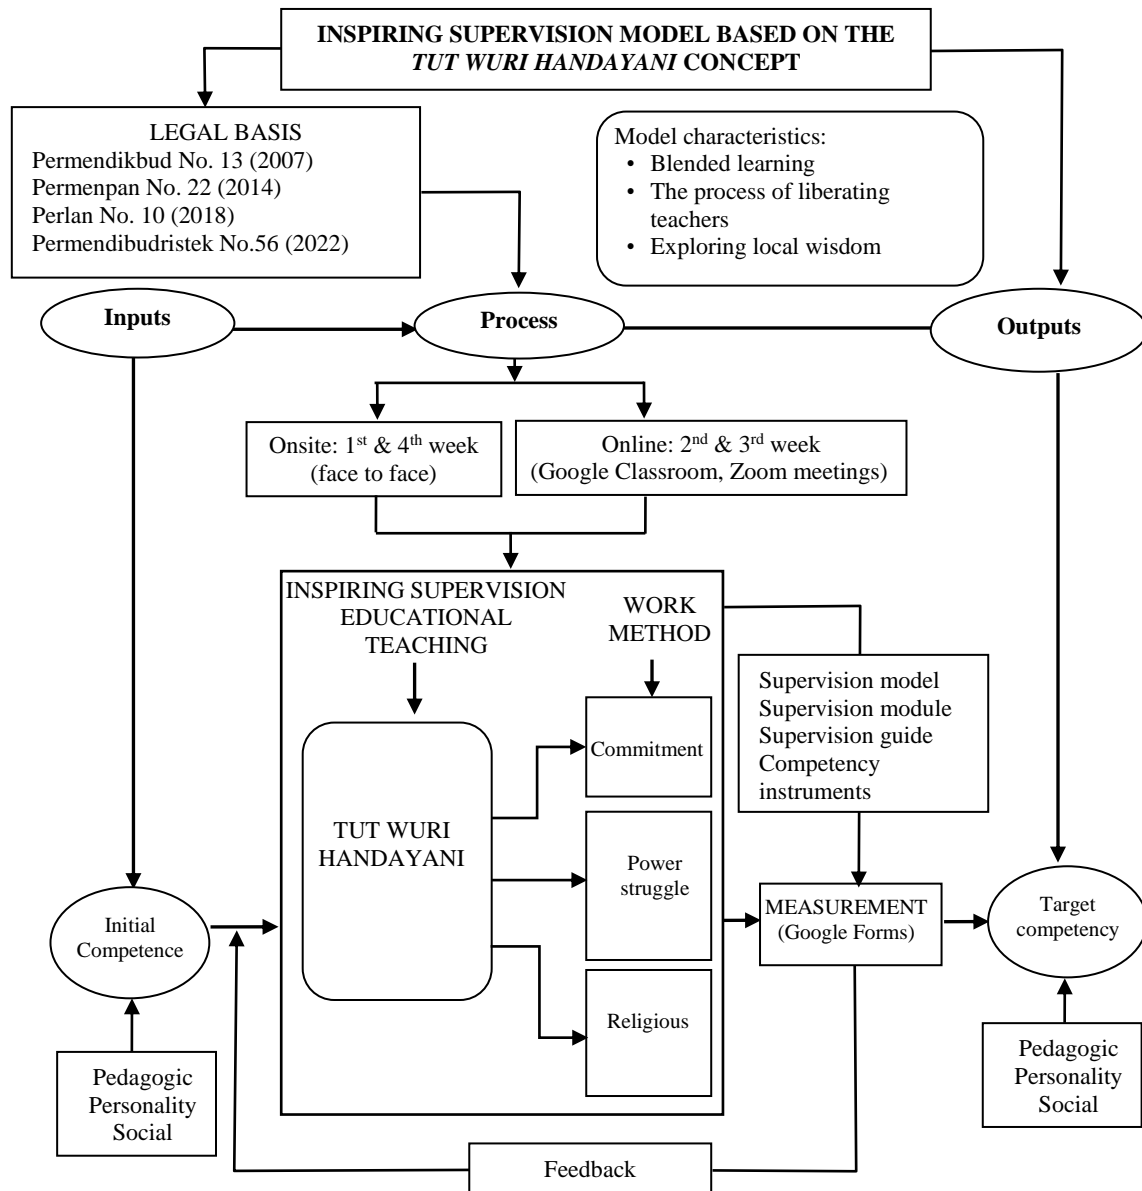 INSPIRING SUPERVISION MODEL BASED ON THE
TUT WURI HANDAYANI CONCEPT
LEGAL BASIS
Permendikbud No. 13 (2007)
Permenpan No. 22 (2014)
Perlan No. 10 (2018)
Permendibudristek No.56 (2022)
Model characteristics:
• Blended learning
• The process of liberating
teachers
• Exploring local wisdom
Inputs
Process
Outputs
Onsite: 1st & 4th week
(face to face)
Online: 2nd & 3rd week
(Google Classroom, Zoom meetings)
INSPIRING SUPERVISION
EDUCATIONAL
TEACHING
WORK
METHOD
TUT WURI
HANDAYANI
Commitment
Power
struggle
Religious
Supervision model
Supervision module
Supervision guide
Competency
instruments
MEASUREMENT
(Google Forms)
Initial
Competence
Target
competency
Pedagogic
Personality
Social
Pedagogic
Personality
Social
Feedback